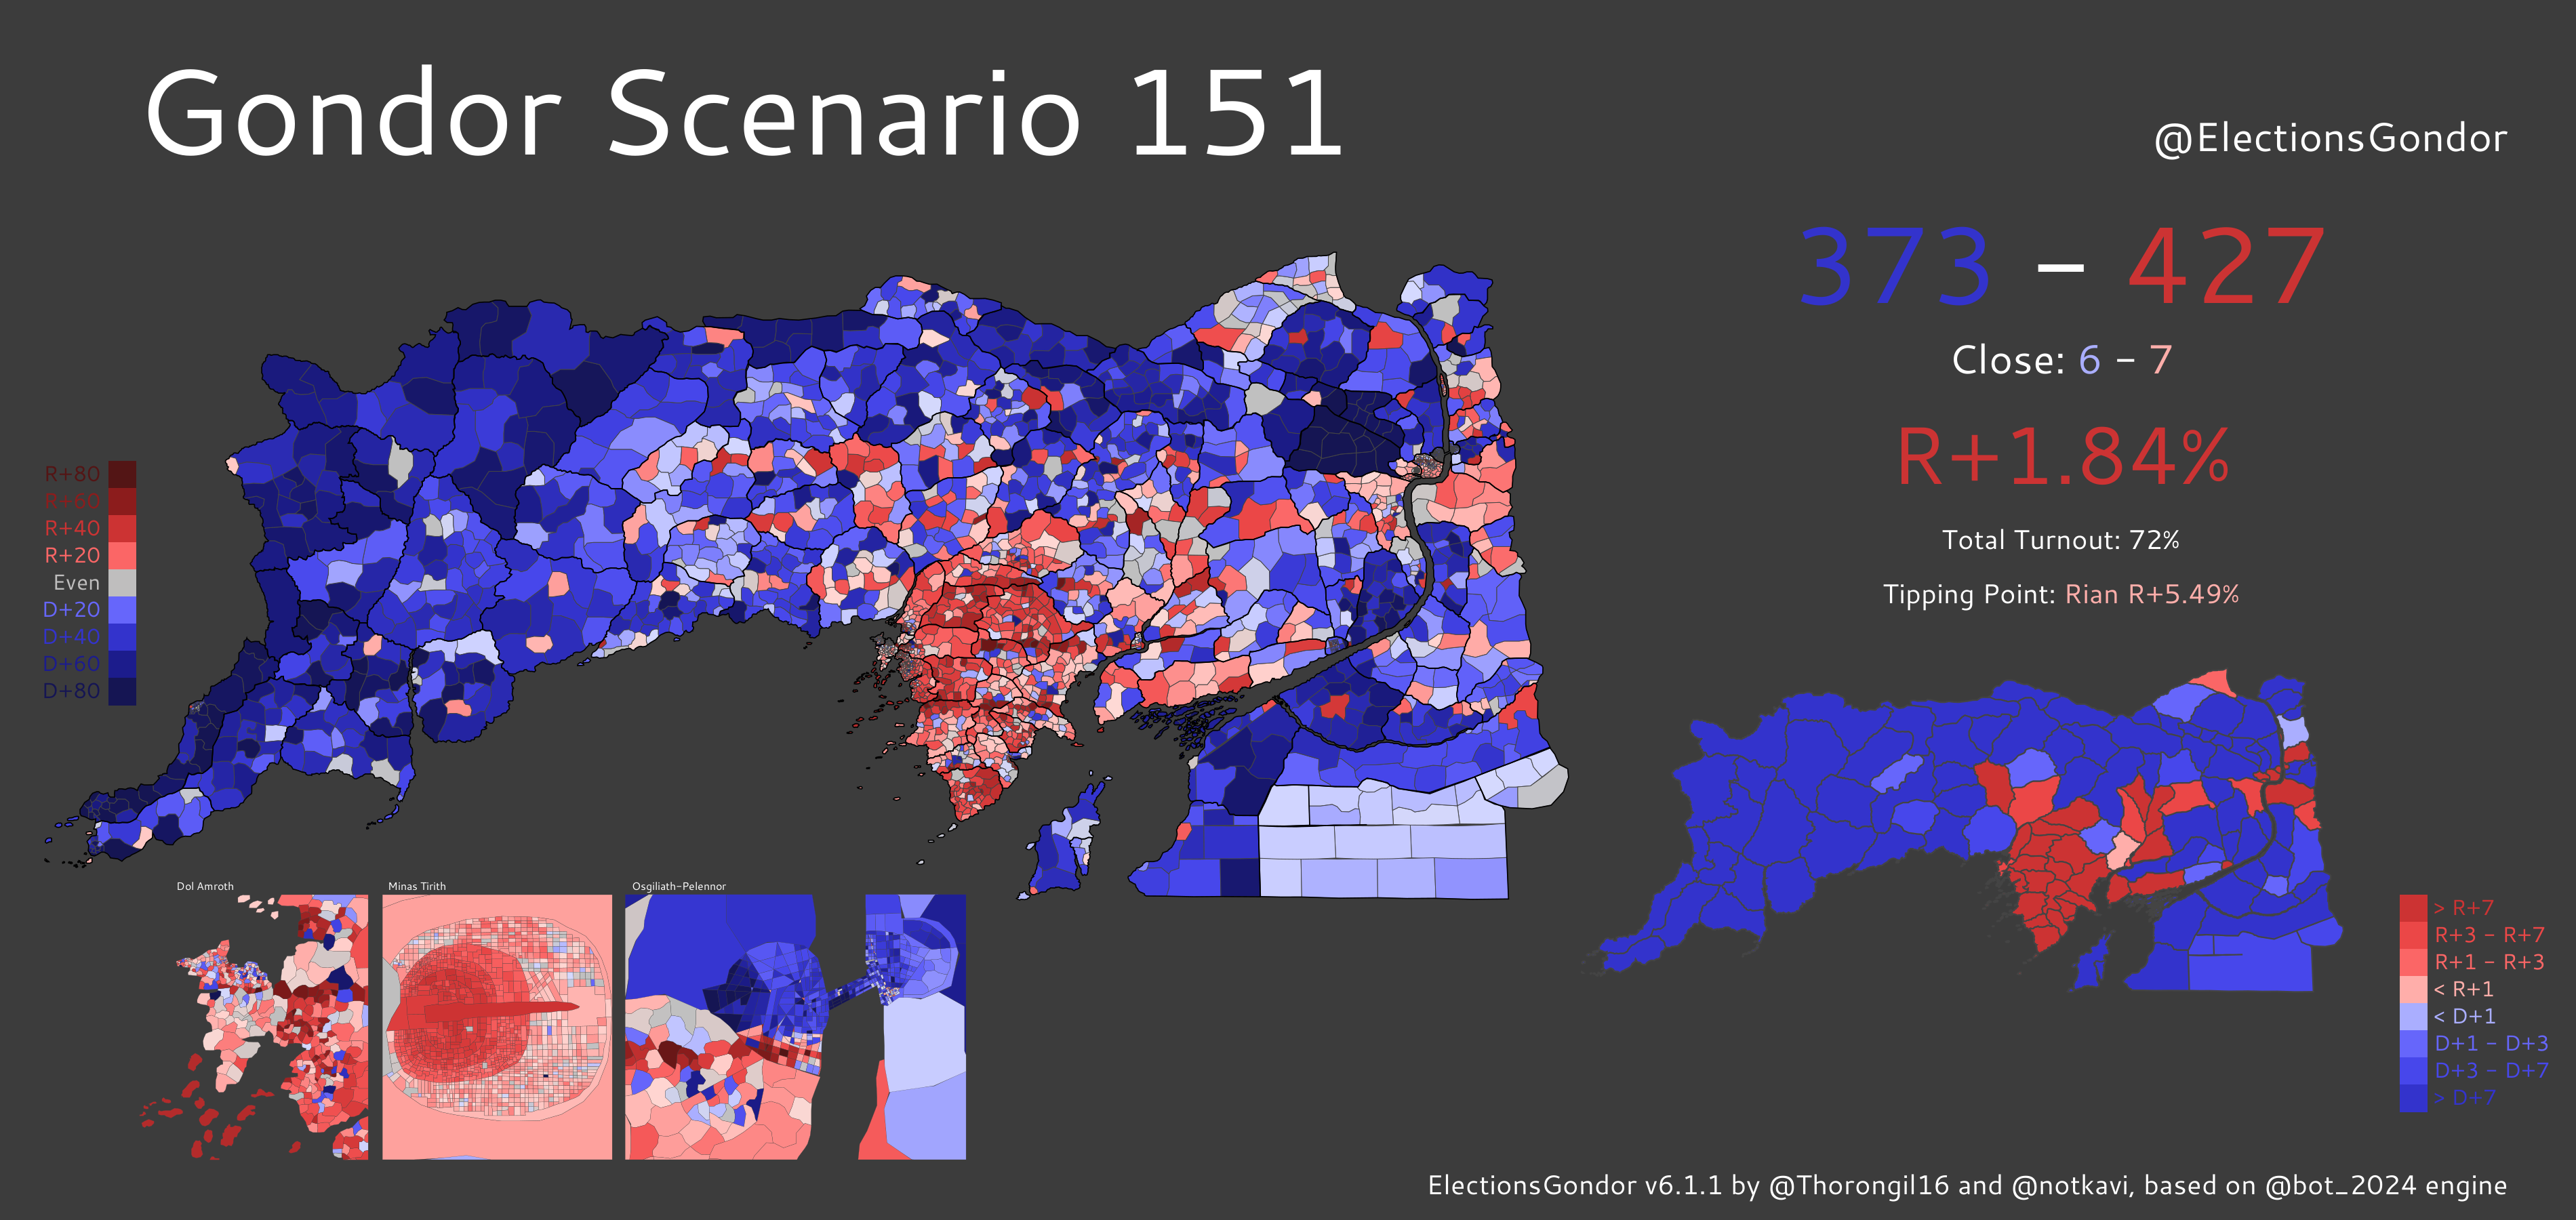 Gondor Scenario 151
@ElectionsGondor
373 – 427
Close: 6 – 7
R+1.84%
Total Turnout: 72%
Tipping Point: Rian R+5.49%
R+80
R+60
R+40
R+20
Even
D+20
D+40
D+60
D+80
Dol Amroth
Minas Tirith
Osgiliath-Pelennor
> R+7
R+3 – R+7
R+1 – R+3
< R+1
< D+1
D+1 – D+3
D+3 – D+7
> D+7
ElectionsGondor v6.1.1 by @Thorongil16 and @notkavi, based on @bot_2024 engine